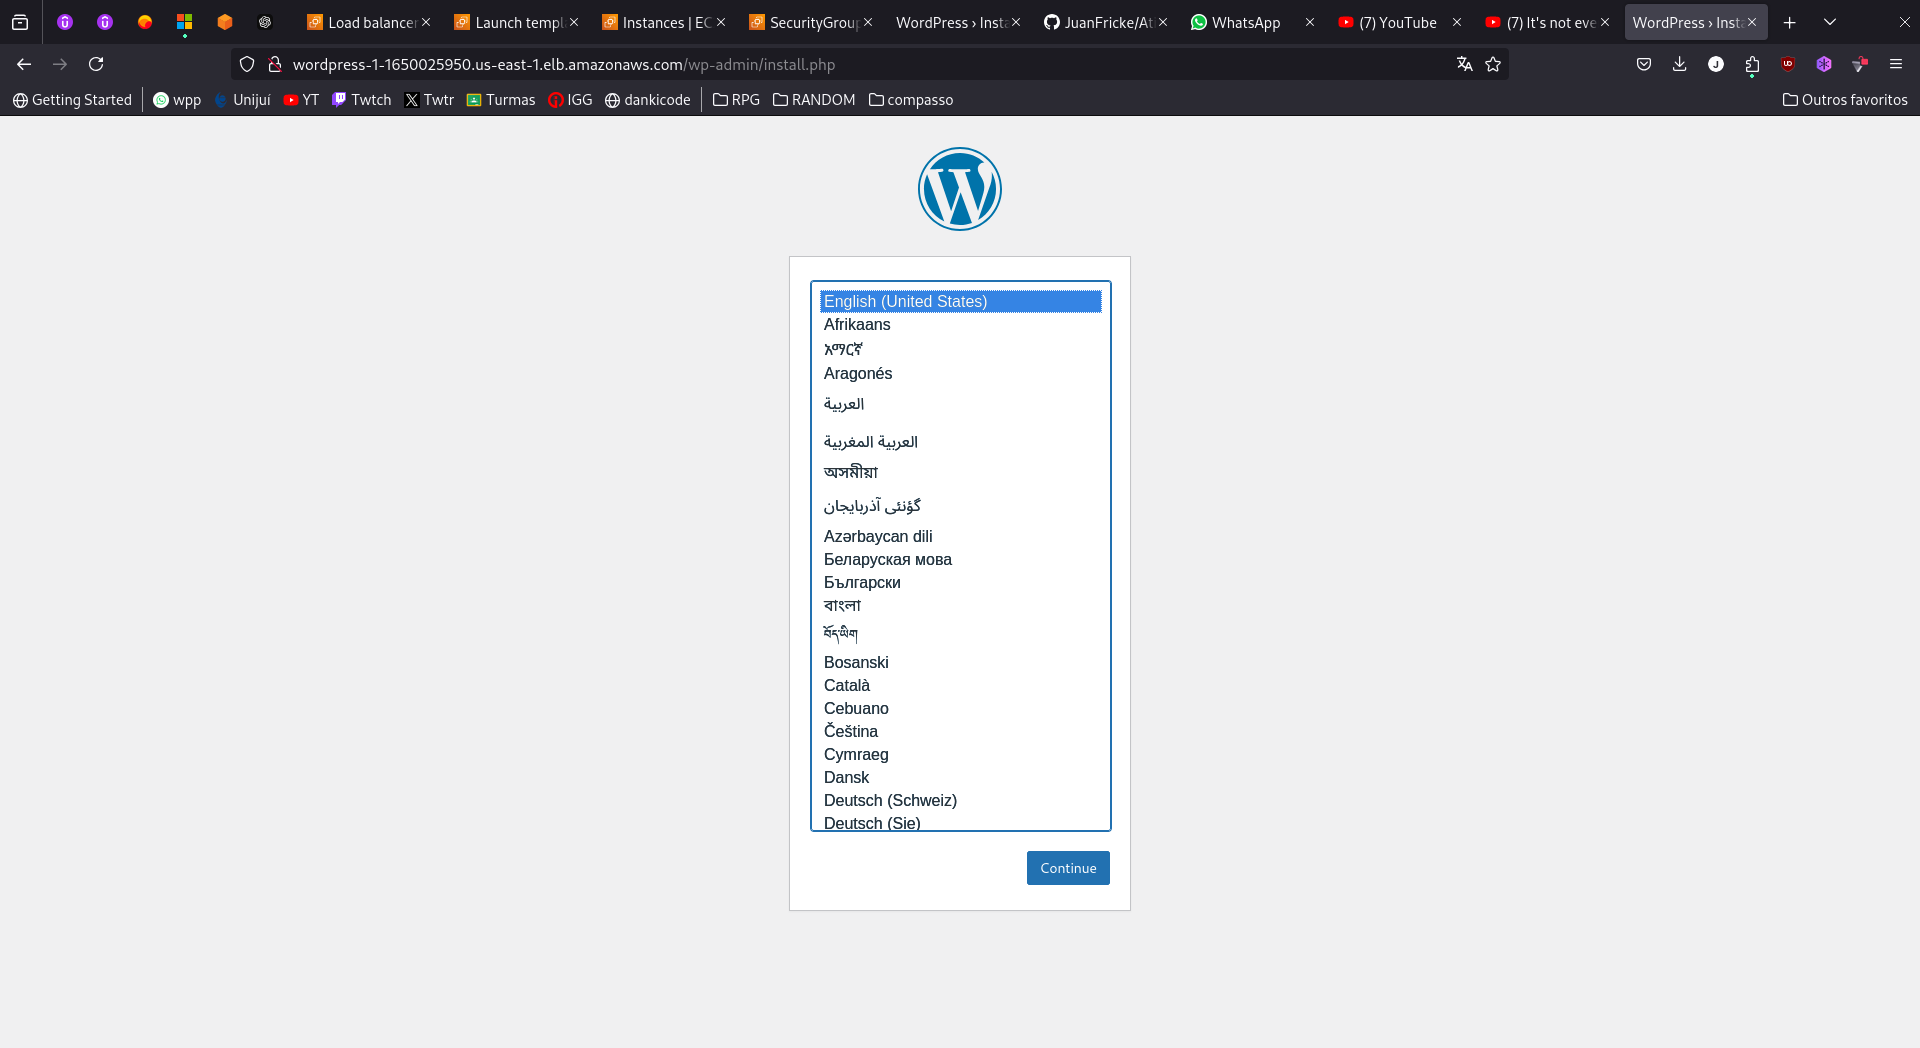 Load balancer
Launch templ
Instances | EC
SecurityGroup
WordPress › Insta
JuanFricke/Ati
WhatsApp
(7) YouTube
(7) It's not eve
WordPress › Insta
wordpress-1-1650025950.us-east-1.elb.amazonaws.com/wp-admin/install.php
Getting Started
wpp
Unijuí
YT
Twtch
Twtr
Turmas
IGG
dankicode
RPG
RANDOM
compasso
Outros favoritos
English (United States)
Afrikaans
አማርኛ
Aragonés
العربية
العربية المغربية
অসমীয়া
گؤنئی آذربایجان
Azərbaycan dili
Беларуская мова
Български
বাংলা
བོད་ཡིག
Bosanski
Català
Cebuano
Čeština
Cymraeg
Dansk
Deutsch (Schweiz)
Deutsch (Sie)
Continue